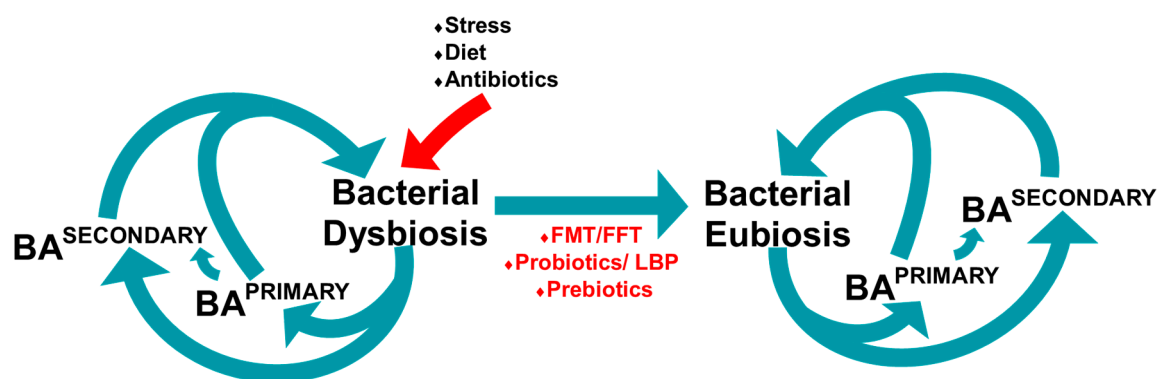 ♦Stress
♦Diet
♦Antibiotics
Bacterial
Dysbiosis
BA^SECONDARY
BA^PRIMARY
♦FMT/FFT
♦Probiotics/ LBP
♦Prebiotics
Bacterial
Eubiosis
BA^SECONDARY
BA^PRIMARY